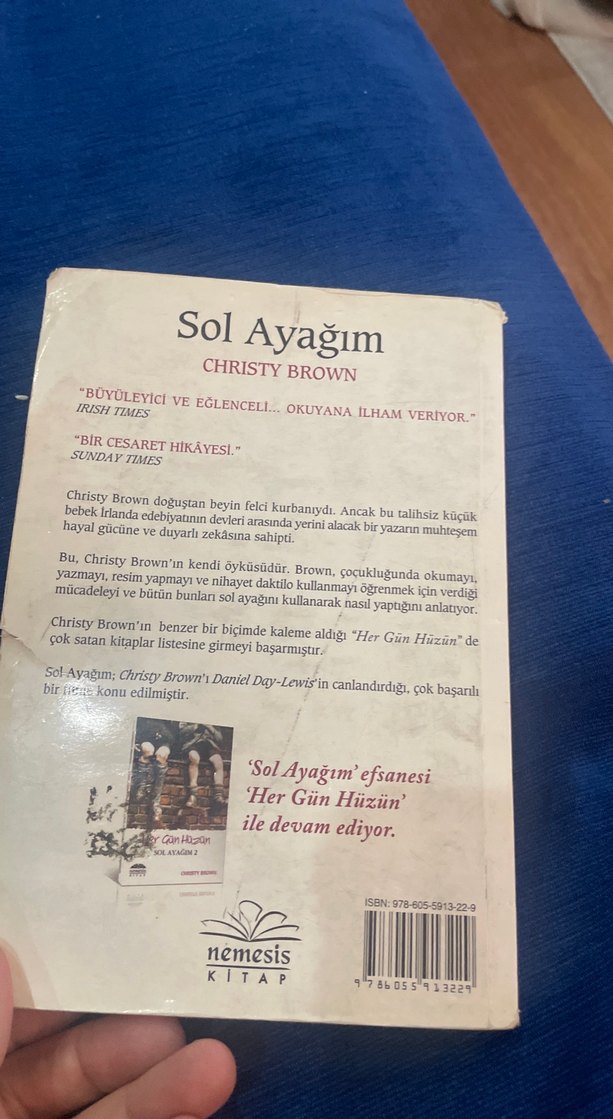 Sol Ayağım
CHRISTY BROWN
“BÜYÜLEYİCİ VE EĞLENCELİ... OKUYANA İLHAM VERİYOR.”
IRISH TIMES
“BİR CESARET HİKÂYESİ.”
SUNDAY TIMES
Christy Brown doğuştan beyin felci kurbanıydı. Ancak bu talihsiz küçük
bebek İrlanda edebiyatının devleri arasında yerini alacak bir yazarın muhteşem
hayal gücüne ve duyarlı zekâsına sahipti.
Bu, Christy Brown’ın kendi öyküsüdür. Brown, çoçukluğunda okumayı,
yazmayı, resim yapmayı ve nihayet daktilo kullanmayı öğrenmek için verdiği
mücadeleyi ve bütün bunları sol ayağını kullanarak nasıl yaptığını anlatıyor.
Christy Brown’ın benzer bir biçimde kaleme aldığı “Her Gün Hüzün” de
çok satan kitaplar listesine girmeyi başarmıştır.
Sol Ayağım; Christy Brown’ı Daniel Day-Lewis’in canlandırdığı, çok başarılı
bir konu edilmiştir.
‘Sol Ayağım’ efsanesi
‘Her Gün Hüzün’
ile devam ediyor.
Her Gün Hüzün
SOL AYAĞIM 2
CHRISTY BROWN
nemesis
KİTAP
ISBN: 978-605-5913-22-9
9 786055 913229